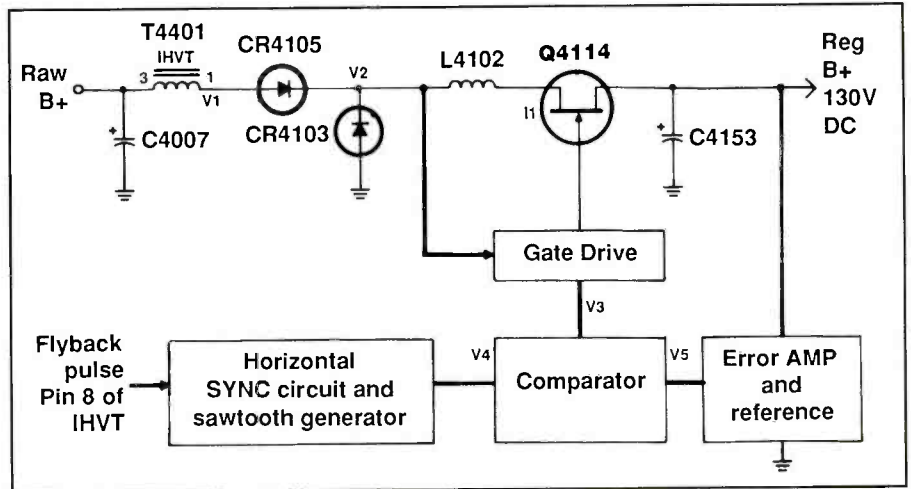 T4401
IHVT
3 1
V1
Raw
B+
+
C4007
CR4105
V2
CR4103
L4102
Q4114
I1
+
C4153
Reg
B+
130V
DC
Gate Drive
V3
Flyback
pulse
Pin 8 of
IHVT
Horizontal
SYNC circuit and
sawtooth generator
V4
Comparator
V5
Error AMP
and
reference